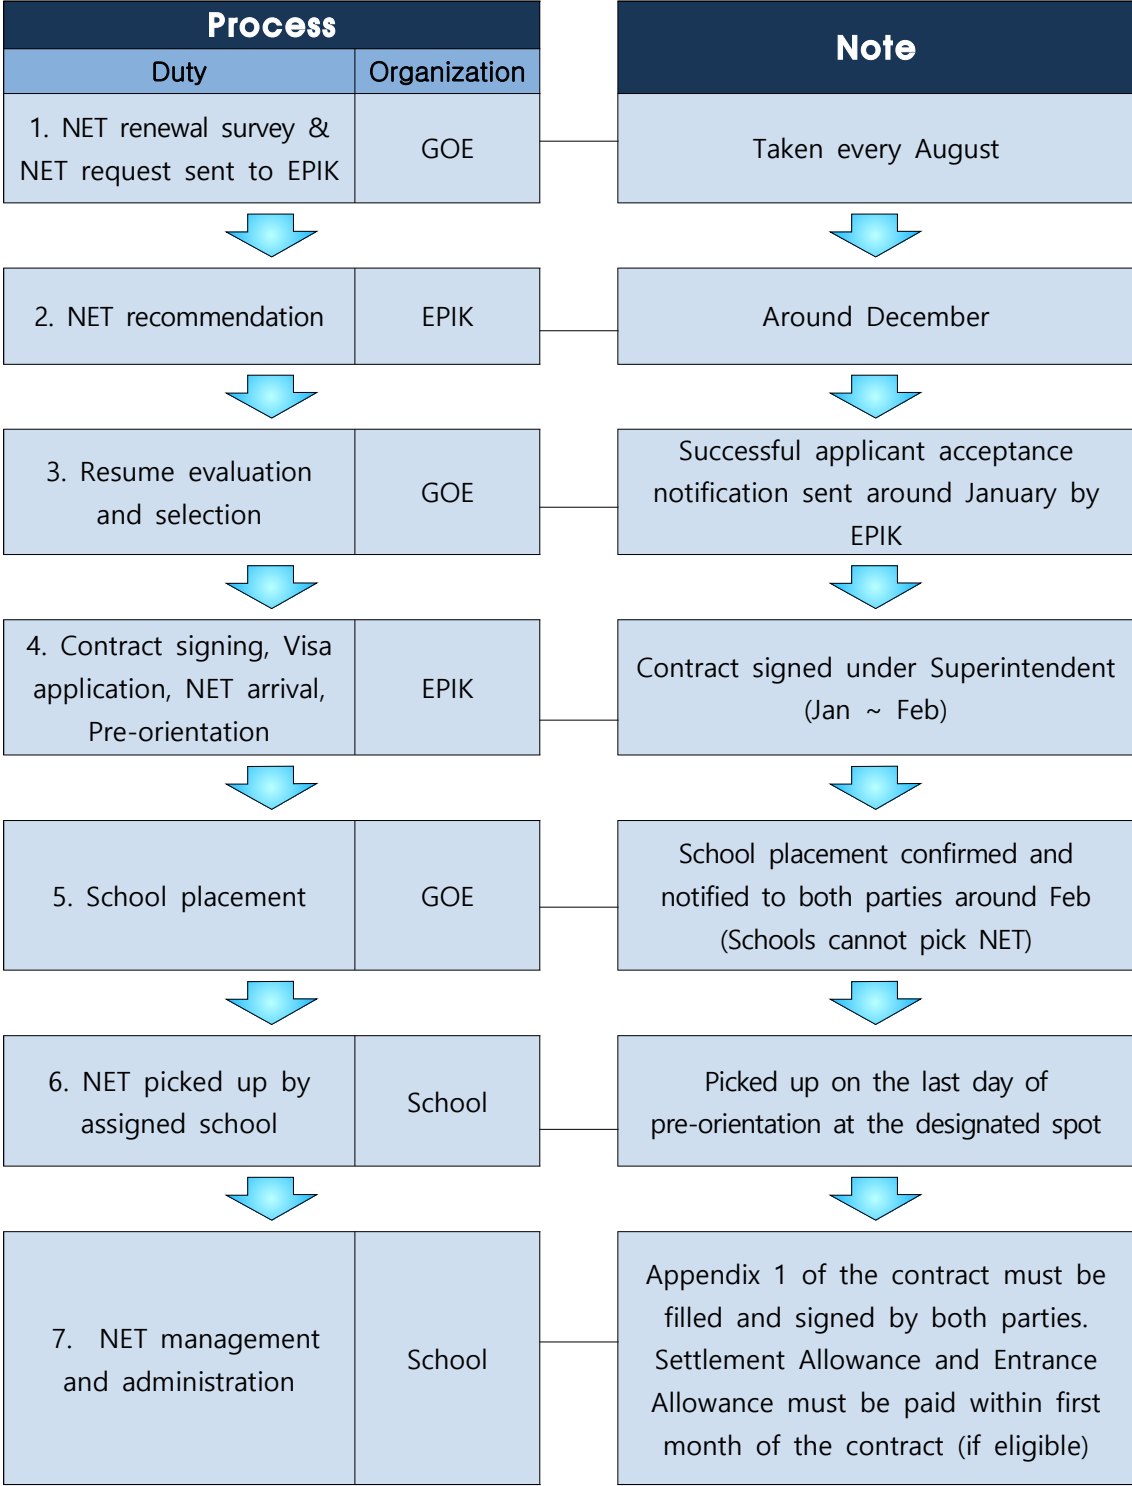 Process
Note
Duty
Organization
1. NET renewal survey &
NET request sent to EPIK
GOE
Taken every August
2. NET recommendation
EPIK
Around December
3. Resume evaluation
and selection
GOE
Successful applicant acceptance
notification sent around January by
EPIK
4. Contract signing, Visa
application, NET arrival,
Pre-orientation
EPIK
Contract signed under Superintendent
(Jan ~ Feb)
5. School placement
GOE
School placement confirmed and
notified to both parties around Feb
(Schools cannot pick NET)
6. NET picked up by
assigned school
School
Picked up on the last day of
pre-orientation at the designated spot
7. NET management
and administration
School
Appendix 1 of the contract must be
filled and signed by both parties.
Settlement Allowance and Entrance
Allowance must be paid within first
month of the contract (if eligible)